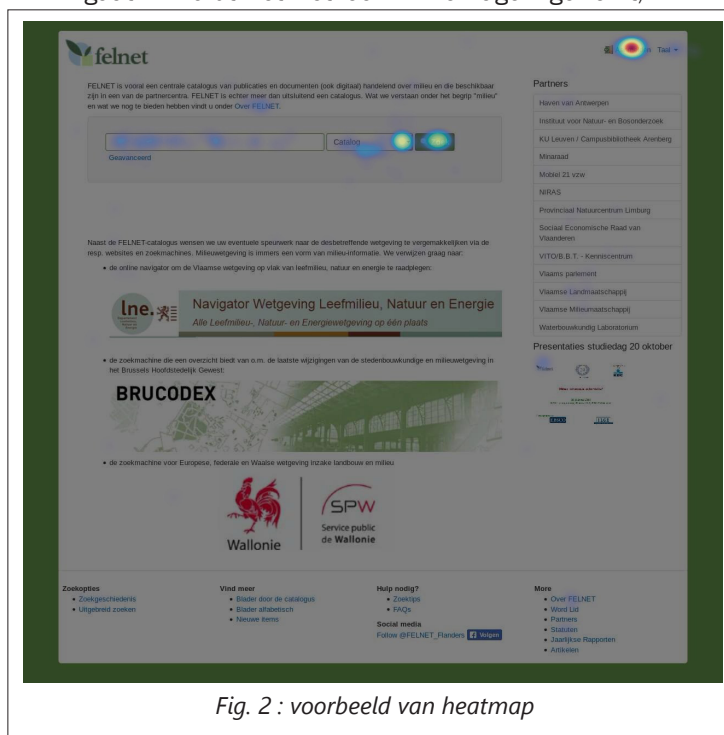 felnet
Taal
FELNET is vooral een centrale catalogus van publicaties en documenten (ook digitaal) handelend over milieu en die beschikbaar
zijn in een van de partnercentra. FELNET is echter meer dan uitsluitend een catalogus. Wat we verstaan onder het begrip "milieu"
en wat we nog te bieden hebben vindt u onder Over FELNET.
Catalog
Geavanceerd
Partners
Haven van Antwerpen
Instituut voor Natuur- en Bosonderzoek
KU Leuven / Campusbibliotheek Arenberg
Minaraad
Mobiel 21 vzw
NIRAS
Provinciaal Natuurcentrum Limburg
Sociaal Economische Raad van
Vlaanderen
VITO/B.B.T. - Kenniscentrum
Vlaams parlement
Vlaamse Landmaatschappij
Vlaamse Milieumaatschappij
Waterbouwkundig Laboratorium
Presentaties studiedag 20 oktober
Naast de FELNET-catalogus wensen we uw eventuele speurwerk naar de desbetreffende wetgeving te vergemakkelijken via de
resp. websites en zoekmachines. Milieuwetgeving is immers een vorm van milieu-informatie. We verwijzen graag naar:
• de online navigator om de Vlaamse wetgeving op vlak van leefmilieu, natuur en energie te raadplegen:
lne.
Navigator Wetgeving Leefmilieu, Natuur en Energie
Alle Leefmilieu-, Natuur- en Energiewetgeving op één plaats
• de zoekmachine die een overzicht biedt van o.m. de laatste wijzigingen van de stedenbouwkundige en milieuwetgeving in
het Brussels Hoofdstedelijk Gewest:
BRUCODEX
• de zoekmachine voor Europese, federale en Waalse wetgeving inzake landbouw en milieu
Wallonie
SPW
Service public
de Wallonie
Zoekopties
• Zoekgeschiedenis
• Uitgebreid zoeken
Vind meer
• Blader door de catalogus
• Blader alfabetisch
• Nieuwe items
Hulp nodig?
• Zoektips
• FAQs
Social media
Follow @FELNET_Flanders Volgen
More
• Over FELNET
• Word Lid
• Partners
• Statuten
• Jaarlijkse Rapporten
• Artikelen
Fig. 2 : voorbeeld van heatmap